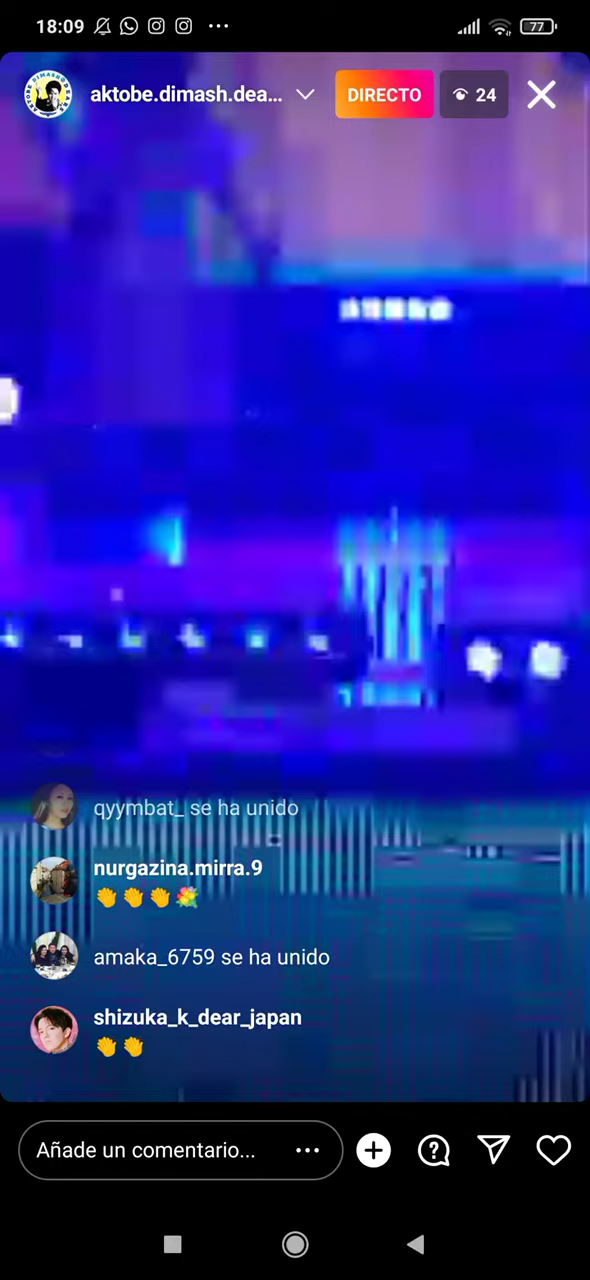 18:09
77
aktobe.dimash.dea...
DIRECTO
24
qyymbat_ se ha unido
nurgazina.mirra.9
👏👏👏💐
amaka_6759 se ha unido
shizuka_k_dear_japan
👏👏
Añade un comentario...